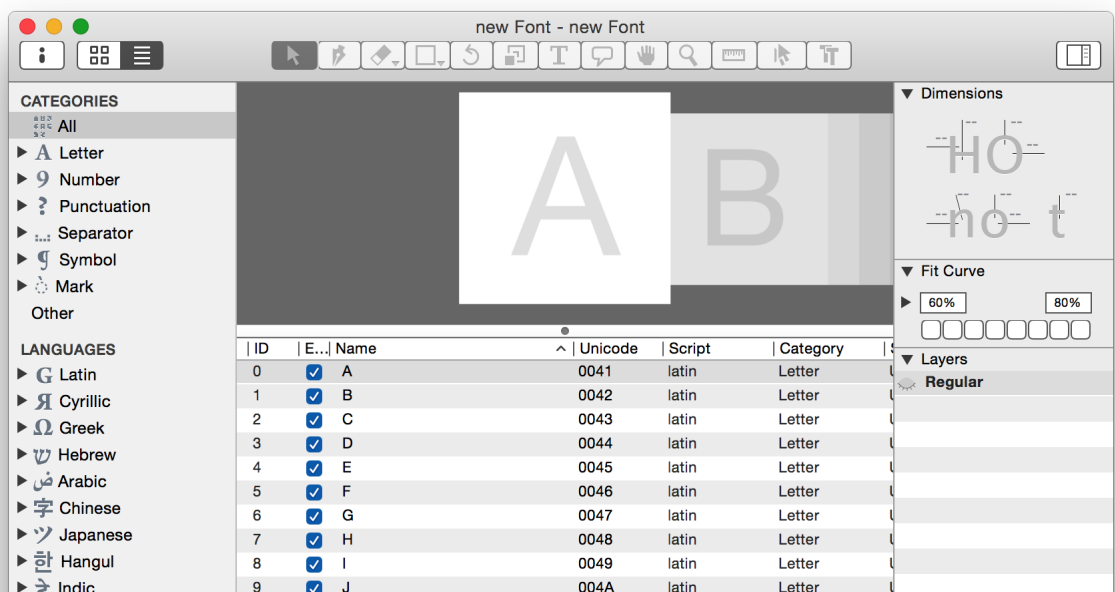 new Font - new Font
CATEGORIES
All
Letter
Number
Punctuation
Separator
Symbol
Mark
Other
LANGUAGES
Latin
Cyrillic
Greek
Hebrew
Arabic
Chinese
Japanese
Hangul
Indic
A B
ID E... Name Unicode Script Category
0 A 0041 latin Letter
1 B 0042 latin Letter
2 C 0043 latin Letter
3 D 0044 latin Letter
4 E 0045 latin Letter
5 F 0046 latin Letter
6 G 0047 latin Letter
7 H 0048 latin Letter
8 I 0049 latin Letter
9 J 004A latin Letter
Dimensions
HO
no t
Fit Curve
60% 80%
Layers
Regular